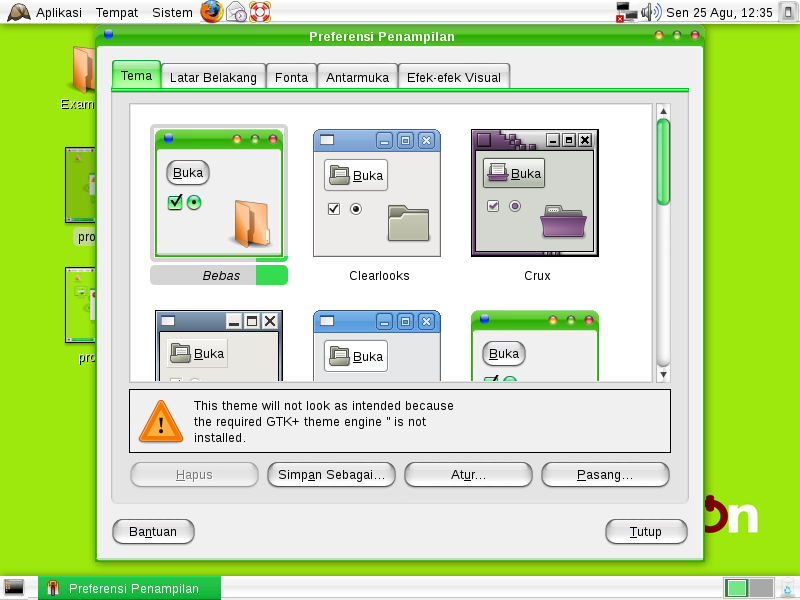 Aplikasi Tempat Sistem Sen 25 Agu, 12:35
Preferensi Penampilan
Tema Latar Belakang Fonta Antarmuka Efek-efek Visual
Exam
Buka Buka Buka
pro
Bebas Clearlooks Crux
Buka Buka Buka
pro
This theme will not look as intended because
the required GTK+ theme engine '' is not
installed.
Hapus Simpan Sebagai... Atur... Pasang...
on
Bantuan Tutup
Preferensi Penampilan